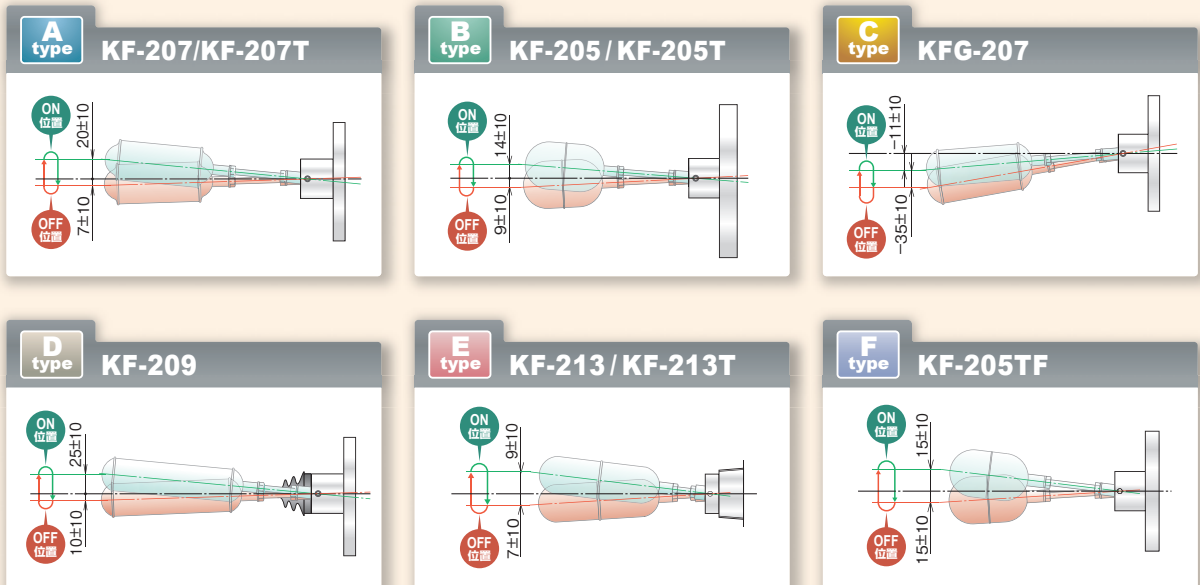 A
type
KF-207/KF-207T
ON
位置
20±10
7±10
OFF
位置
B
type
KF-205/KF-205T
ON
位置
14±10
9±10
OFF
位置
C
type
KFG-207
ON
位置
−11±10
−35±10
OFF
位置
D
type
KF-209
ON
位置
25±10
10±10
OFF
位置
E
type
KF-213/KF-213T
ON
位置
9±10
7±10
OFF
位置
F
type
KF-205TF
ON
位置
15±10
15±10
OFF
位置